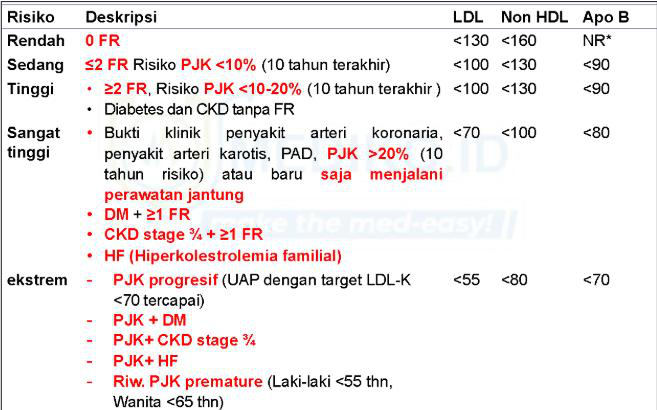 Risiko Deskripsi LDL Non HDL Apo B
Rendah 0 FR <130 <160 NR*
Sedang ≤2 FR Risiko PJK <10% (10 tahun terakhir) <100 <130 <90
Tinggi • ≥2 FR, Risiko PJK <10-20% (10 tahun terakhir ) <100 <130 <90
• Diabetes dan CKD tanpa FR
Sangat tinggi • Bukti klinik penyakit arteri koronaria, <70 <100 <80
penyakit arteri karotis, PAD, PJK >20% (10
tahun risiko) atau baru saja menjalani
perawatan jantung
• DM + ≥1 FR
• CKD stage ¾ + ≥1 FR
• HF (Hiperkolestrolemia familial)
ekstrem - PJK progresif (UAP dengan target LDL-K <55 <80 <70
<70 tercapai)
- PJK + DM
- PJK+ CKD stage ¾
- PJK+ HF
- Riw. PJK premature (Laki-laki <55 thn,
Wanita <65 thn)
make the med-easy!